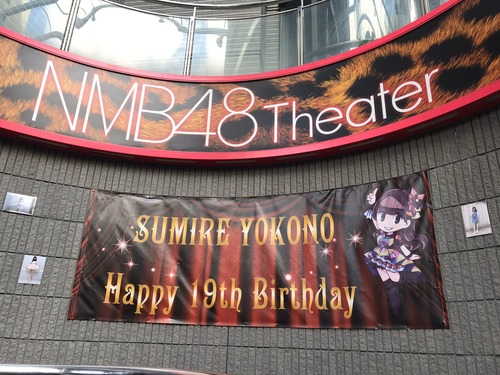 NMB48 Theater
SUMIRE YOKONO
Happy 19th Birthday